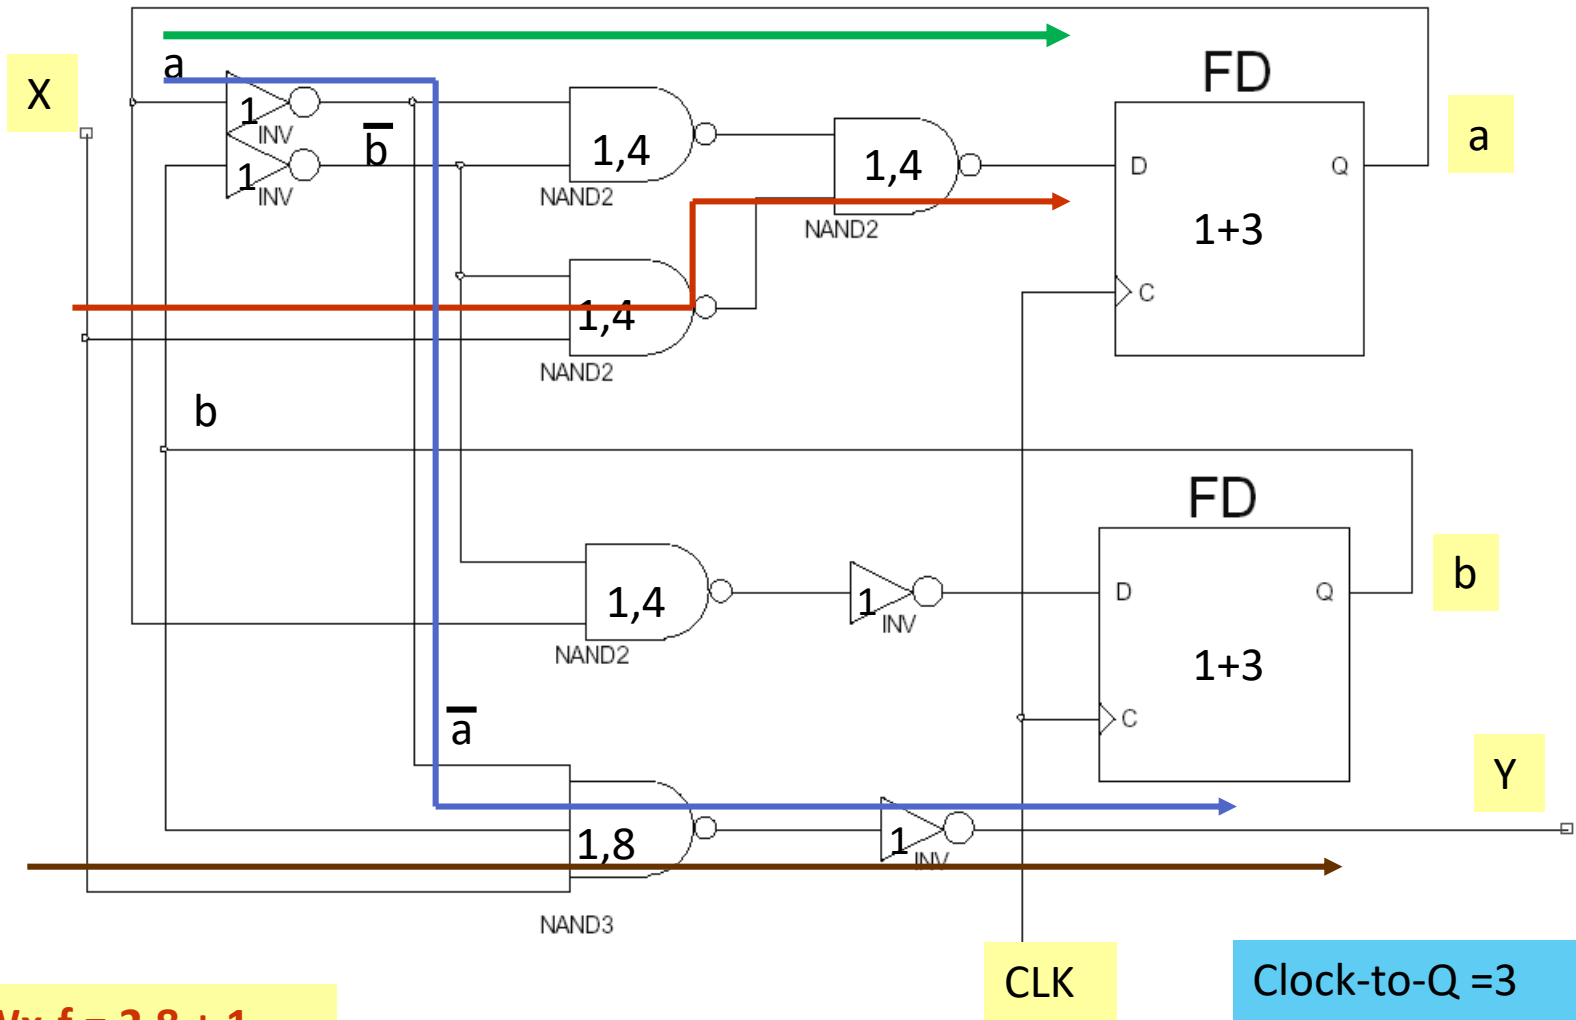 a
FD
X
1
INV
b
1
INV
1,4
NAND2
1,4
NAND2
D
Q
a
1+3
C
1,4
NAND2
b
FD
1,4
NAND2
1
INV
D
Q
b
1+3
C
a
Y
1,8
NAND3
1
INV
CLK
Clock-to-Q =3